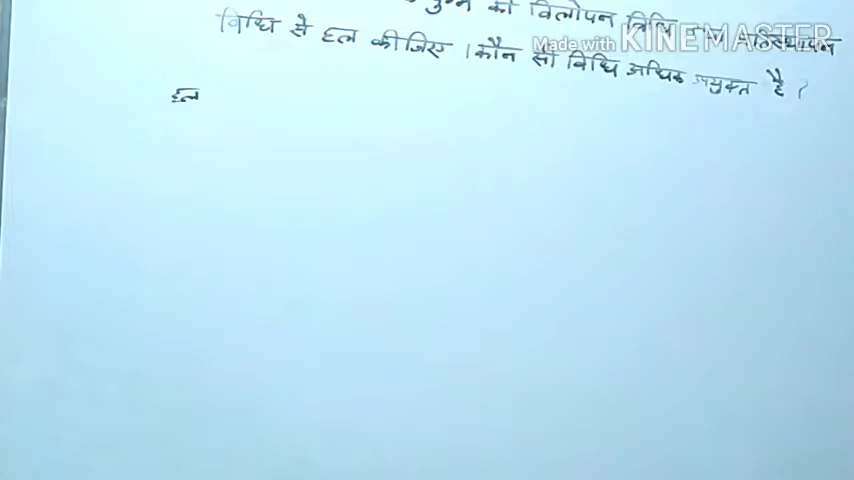 युग्म को विलोपन विधि
विधि से हल कीजिए । कौन सी विधि अधिक उपयुक्त है ?
Made with KINEMASTER
हल